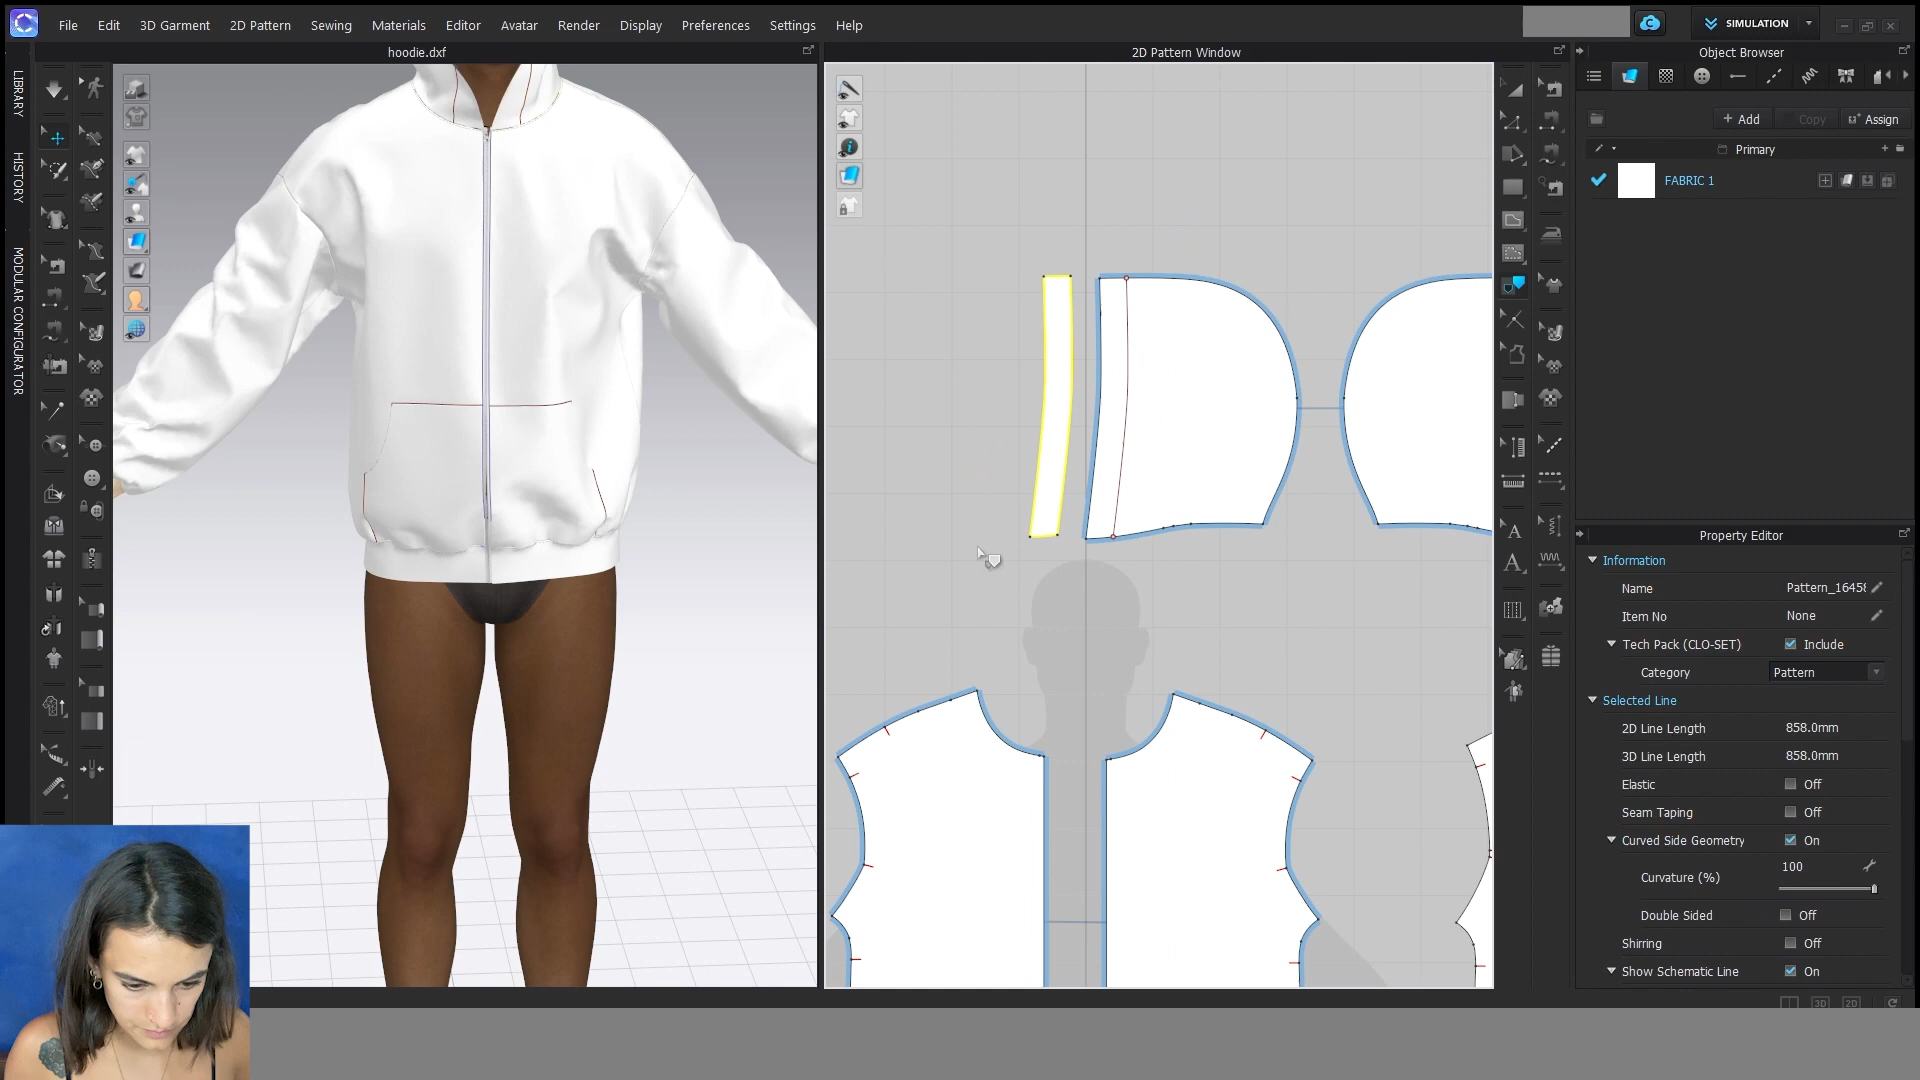 File Edit 3D Garment 2D Pattern Sewing Materials Editor Avatar Render Display Preferences Settings Help
SIMULATION
hoodie.dxf
2D Pattern Window
Object Browser
LIBRARY
HISTORY
MODULAR CONFIGURATOR
+ Add
Copy
Assign
Primary
FABRIC 1
Property Editor
Information
Name Pattern_1645
Item No None
Tech Pack (CLO-SET) Include
Category Pattern
Selected Line
2D Line Length 858.0mm
3D Line Length 858.0mm
Elastic Off
Seam Taping Off
Curved Side Geometry On
Curvature (%) 100
Double Sided Off
Shirring Off
Show Schematic Line On
3D 2D